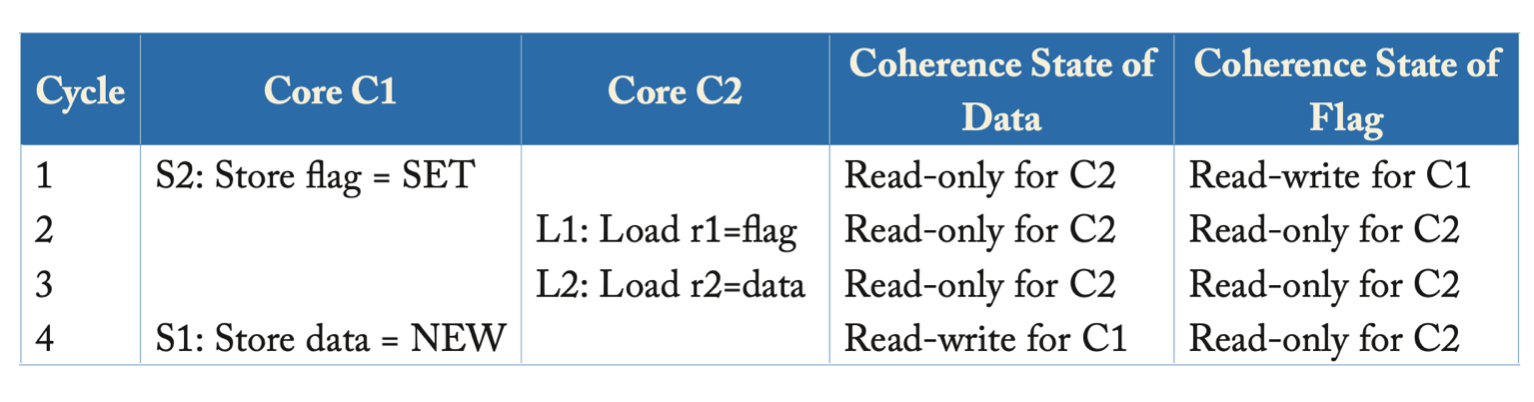 Cycle Core C1 Core C2 Coherence State of Data Coherence State of Flag
1 S2: Store flag = SET Read-only for C2 Read-write for C1
2 L1: Load r1=flag Read-only for C2 Read-only for C2
3 L2: Load r2=data Read-only for C2 Read-only for C2
4 S1: Store data = NEW Read-write for C1 Read-only for C2